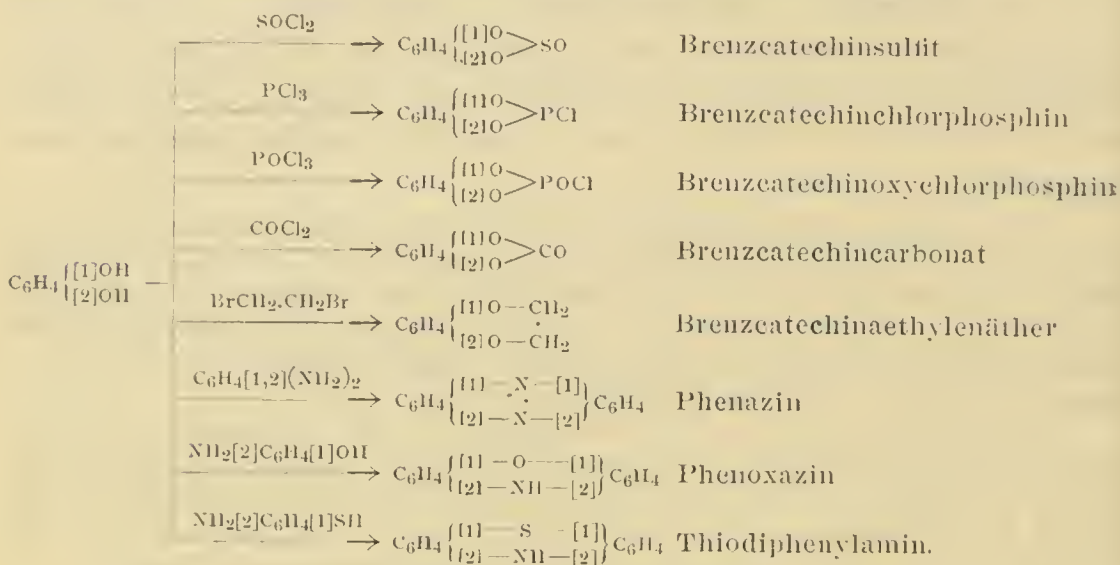 SOCl₂ → C₆H₄ {[1]O [2]O > SO Brenzcatechinsulfit
PCl₃ → C₆H₄ {[1]O [2]O > PCl Brenzcatechinchlorphosphin
POCl₃ → C₆H₄ {[1]O [2]O > POCl Brenzcatechinoxychlorphosphin
COCl₂ → C₆H₄ {[1]O [2]O > CO Brenzcatechincarbonat
C₆H₄ {[1]OH [2]OH —
BrCH₂.CH₂Br → C₆H₄ {[1]O—CH₂ [2]O—CH₂ Brenzcatechinaethylenäther
C₆H₄[1,2](NH₂)₂ → C₆H₄ {[1]—N—[1] [2]—N—[2]} C₆H₄ Phenazin
NH₂[2]C₆H₄[1]OH → C₆H₄ {[1]—O—[1] [2]—NH—[2]} C₆H₄ Phenoxazin
NH₂[2]C₆H₄[1]SH → C₆H₄ {[1]—S—[1] [2]—NH—[2]} C₆H₄ Thiodiphenylamin.